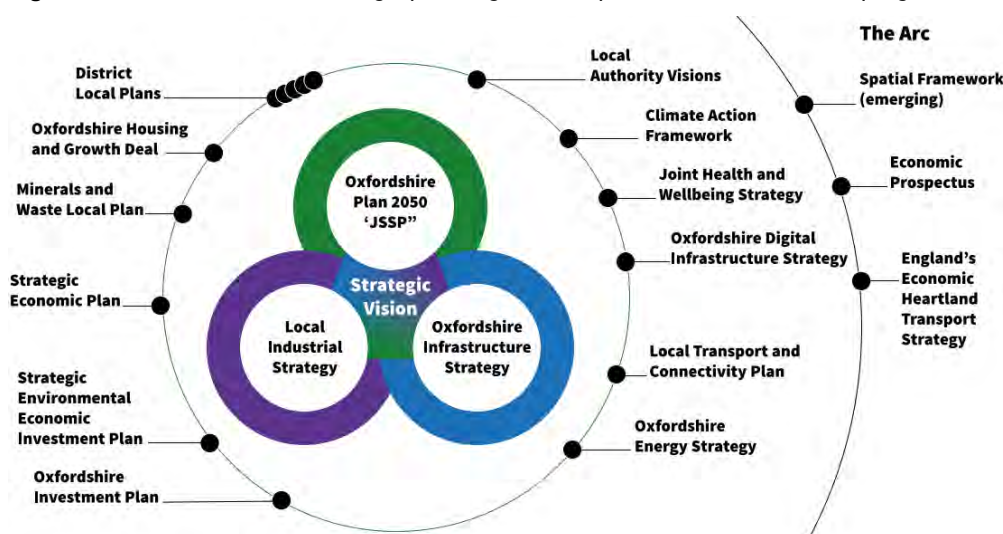 The Arc
District
Local Plans
Oxfordshire Housing
and Growth Deal
Minerals and
Waste Local Plan
Strategic
Economic Plan
Strategic
Environmental
Economic
Investment Plan
Oxfordshire
Investment Plan
Oxfordshire
Plan 2050
‘JSSP”
Strategic
Vision
Local
Industrial
Strategy
Oxfordshire
Infrastructure
Strategy
Local
Authority Visions
Climate Action
Framework
Joint Health and
Wellbeing Strategy
Oxfordshire Digital
Infrastructure Strategy
Local Transport and
Connectivity Plan
Oxfordshire
Energy Strategy
Spatial Framework
(emerging)
Economic
Prospectus
England’s
Economic
Heartland
Transport
Strategy